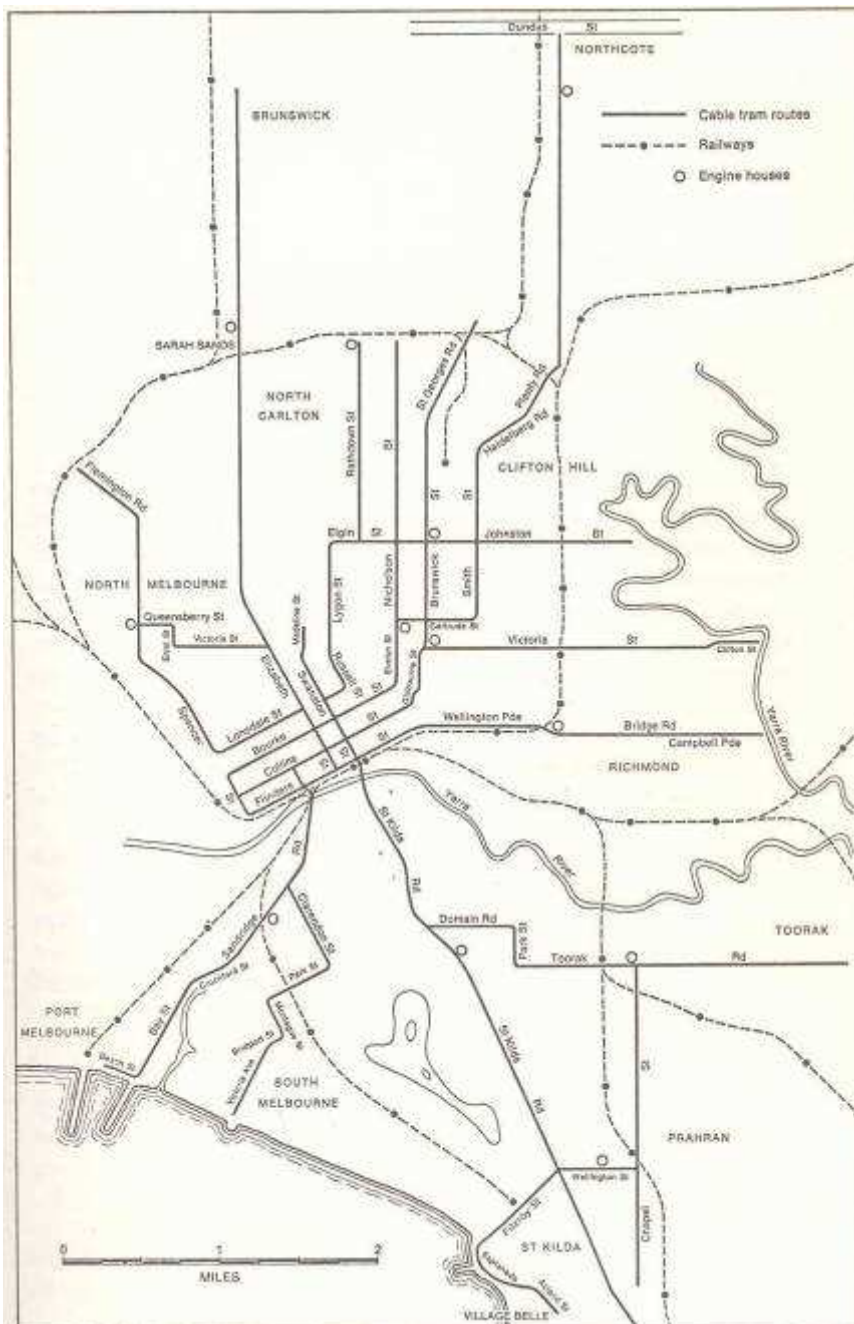 Dundas St
NORTHCOTE
BRUNSWICK
Cable tram routes
Railways
Engine houses
SARAH SANDS
NORTH
CARLTON
St Georges Rd
Plenty Rd
Heidelberg Rd
Rathdown St
St
CLIFTON HILL
Flemington Rd
St
St
Elgin St
Johnston St
NORTH MELBOURNE
Lygon St
Nicholson
Brunswick
Smith
Madeline St
Queensberry St
Gertrude St
Errol St
Victoria St
Victoria St
Clifton St
Elizabeth
Swanston
Russell St
Spencer
Lonsdale St
Bourke St
Wellington Pde
Bridge Rd
Campbell Pde
Yarra River
Collins St
RICHMOND
Flinders St
St
St
St
Yarra
River
St Kilda
Rd
Rd
Domain Rd
Park St
TOORAK
Toorak Rd
Sandridge
Clarendon St
Park St
PORT
MELBOURNE
Bay St
Montague St
St Kilda
Rd
St
Beach St
Victoria Ave
SOUTH
MELBOURNE
PRAHRAN
Wellington St
Fitzroy St
Chapel
ST KILDA
Esplanade
Acland St
VILLAGE BELLE
0 1 2
MILES